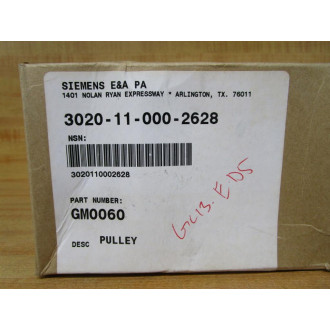 SIEMENS E&A PA
1401 NOLAN RYAN EXPRESSWAY * ARLINGTON, TX. 76011
3020-11-000-2628
NSN:
3020110002628
PART NUMBER:
GM0060
DESC PULLEY